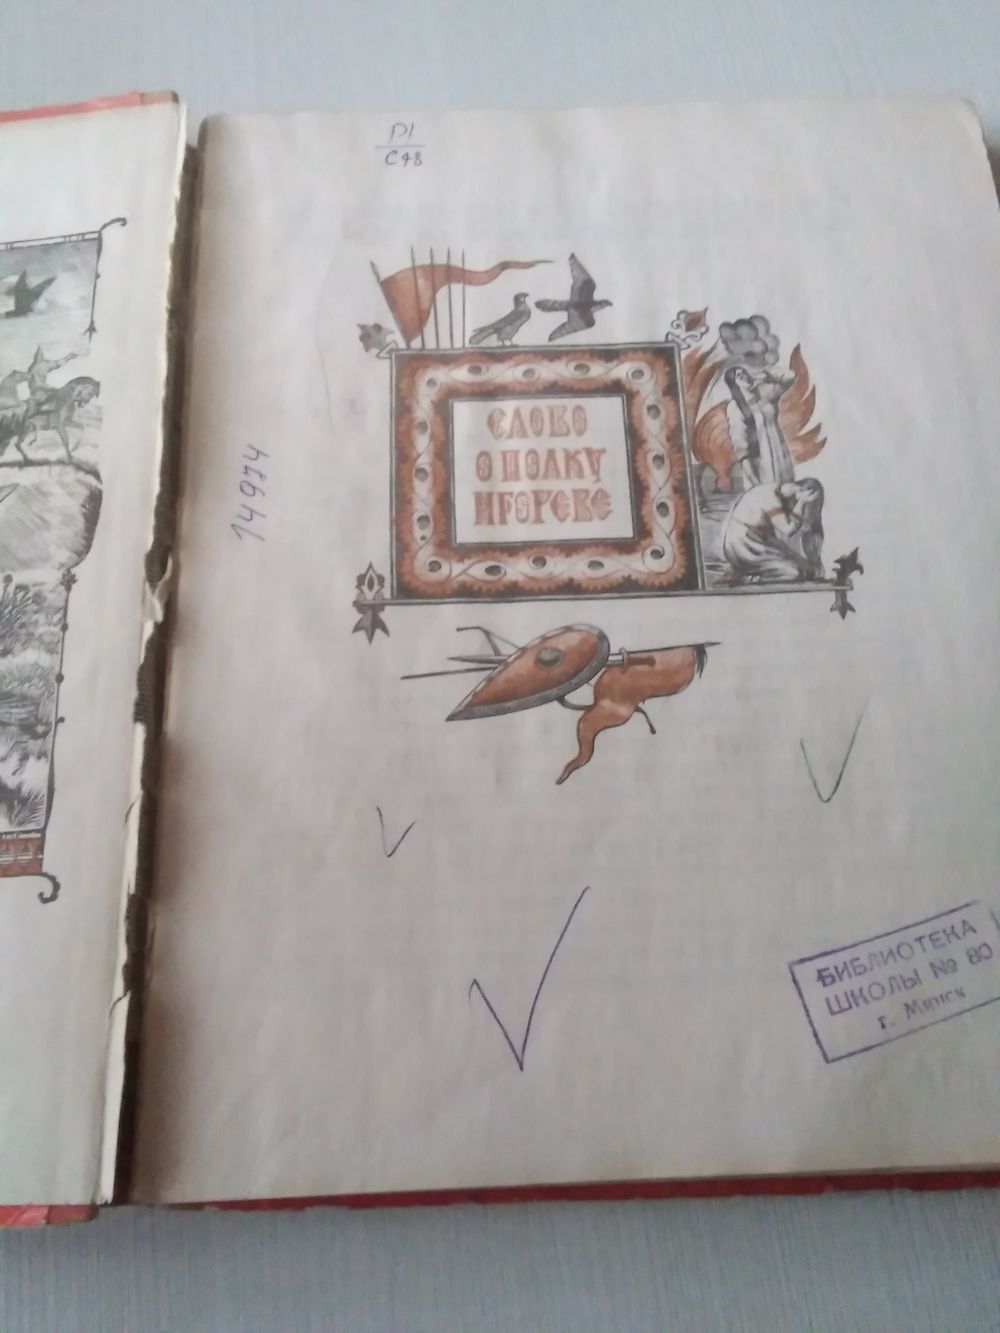 Р1
С48
СЛОВО
О ПОЛКУ
ИГОРЕВЕ
14974
БИБЛИОТЕКА
ШКОЛЫ № 80
г. Минск